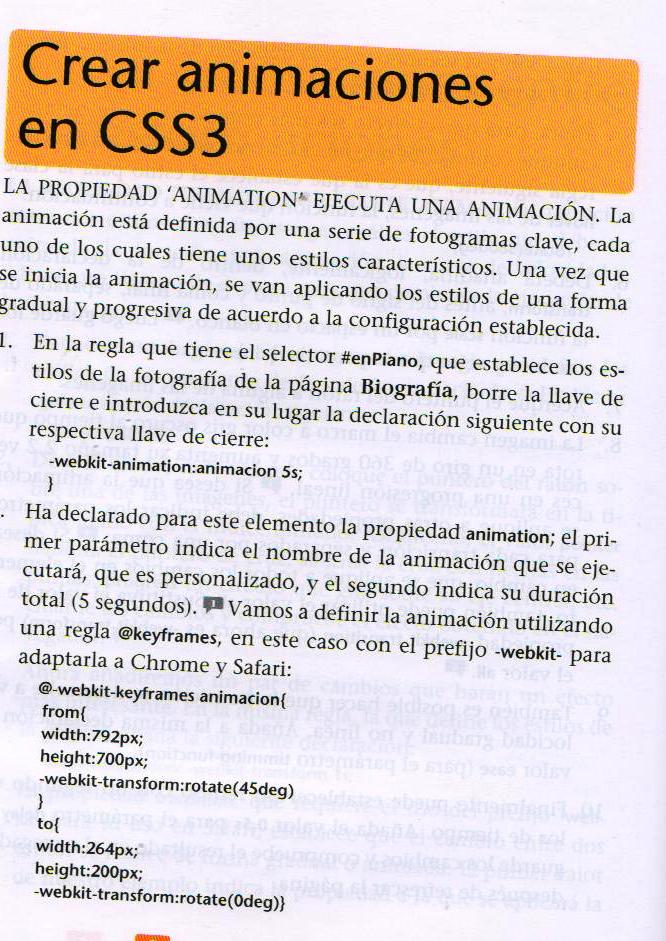 Crear animaciones
en CSS3
LA PROPIEDAD ‘ANIMATION’ EJECUTA UNA ANIMACIÓN. La
animación está definida por una serie de fotogramas clave, cada
uno de los cuales tiene unos estilos característicos. Una vez que
se inicia la animación, se van aplicando los estilos de una forma
gradual y progresiva de acuerdo a la configuración establecida.
1. En la regla que tiene el selector #enPiano, que establece los es-
tilos de la fotografía de la página Biografía, borre la llave de
cierre e introduzca en su lugar la declaración siguiente con su
respectiva llave de cierre:
-webkit-animation:animacion 5s;
}
Ha declarado para este elemento la propiedad animation; el pri-
mer parámetro indica el nombre de la animación que se eje-
cutará, que es personalizado, y el segundo indica su duración
total (5 segundos). Vamos a definir la animación utilizando
una regla @keyframes, en este caso con el prefijo -webkit- para
adaptarla a Chrome y Safari:
@-webkit-keyframes animacion{
from{
width:792px;
height:700px;
-webkit-transform:rotate(45deg)
}
to{
width:264px;
height:200px;
-webkit-transform:rotate(0deg)}